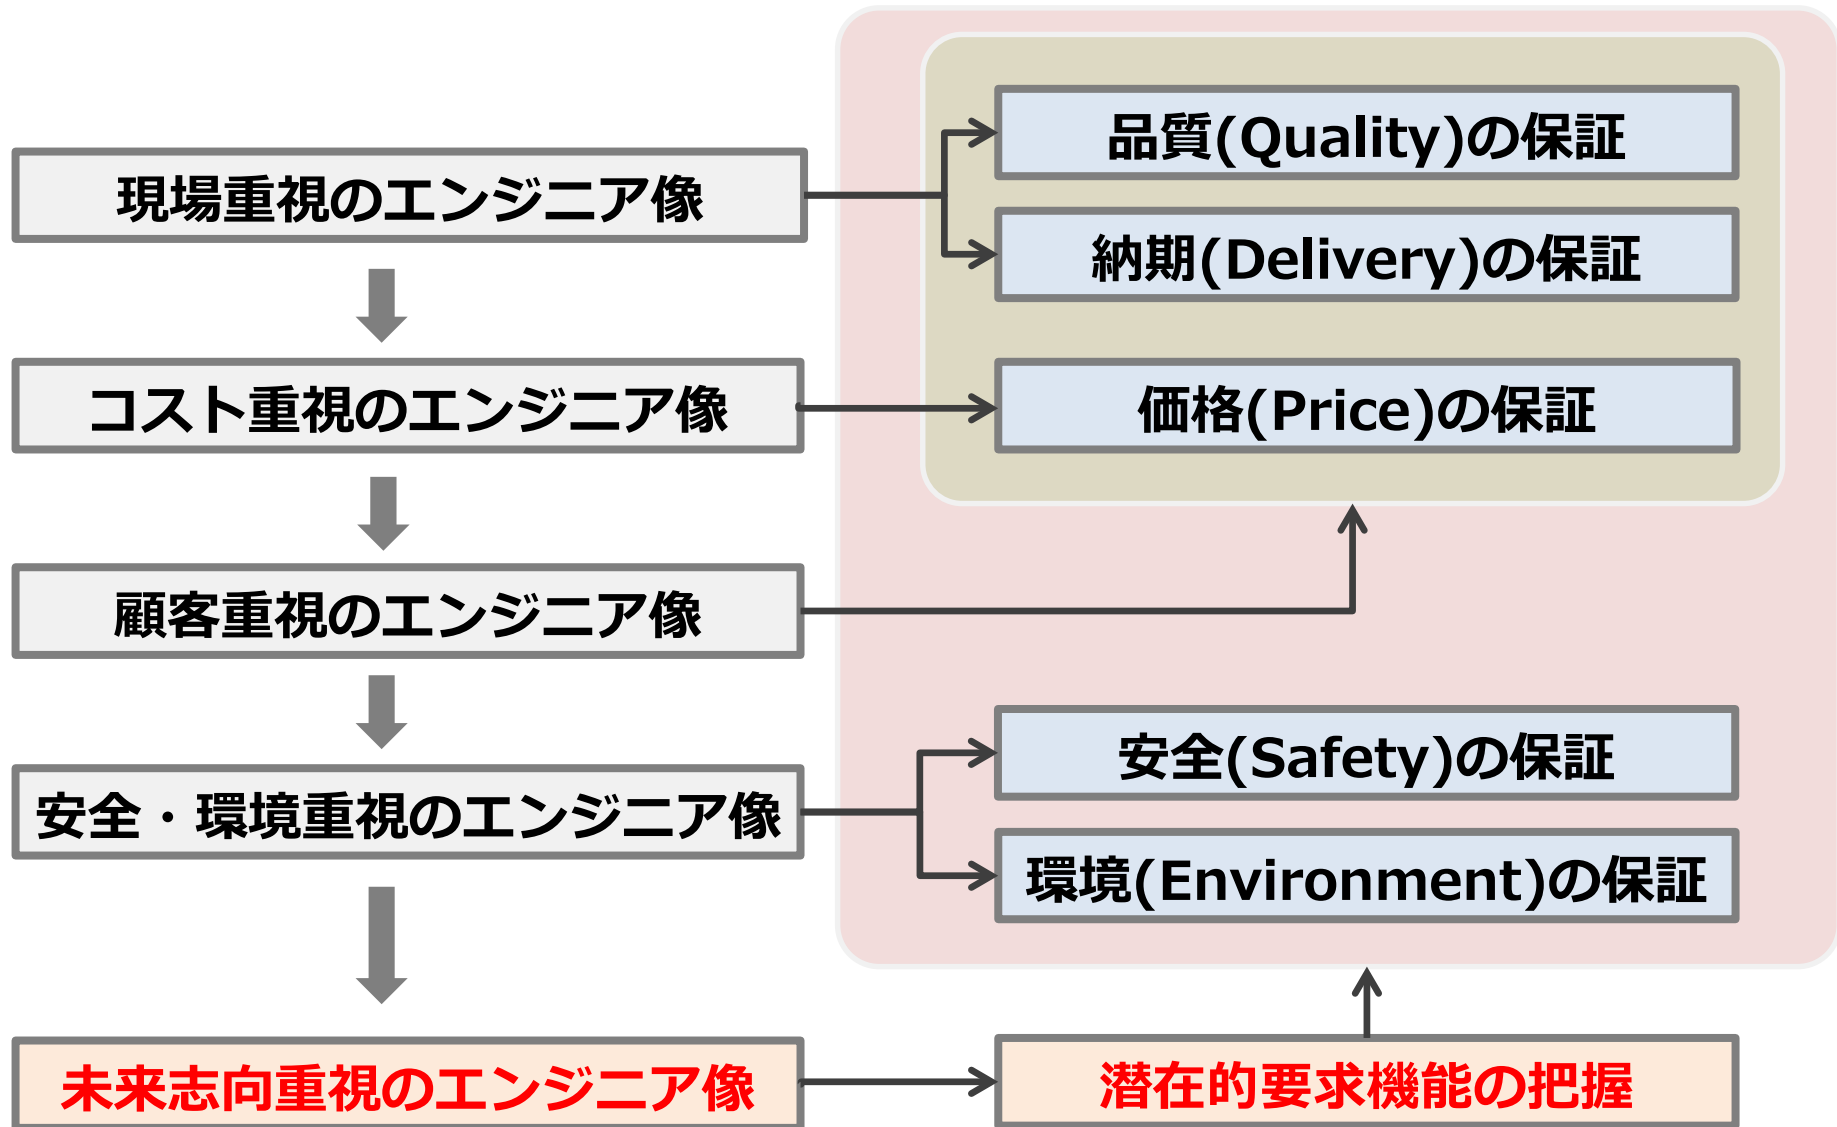 品質(Quality)の保証
現場重視のエンジニア像
納期(Delivery)の保証
コスト重視のエンジニア像
価格(Price)の保証
顧客重視のエンジニア像
安全(Safety)の保証
安全・環境重視のエンジニア像
環境(Environment)の保証
未来志向重視のエンジニア像
潜在的要求機能の把握